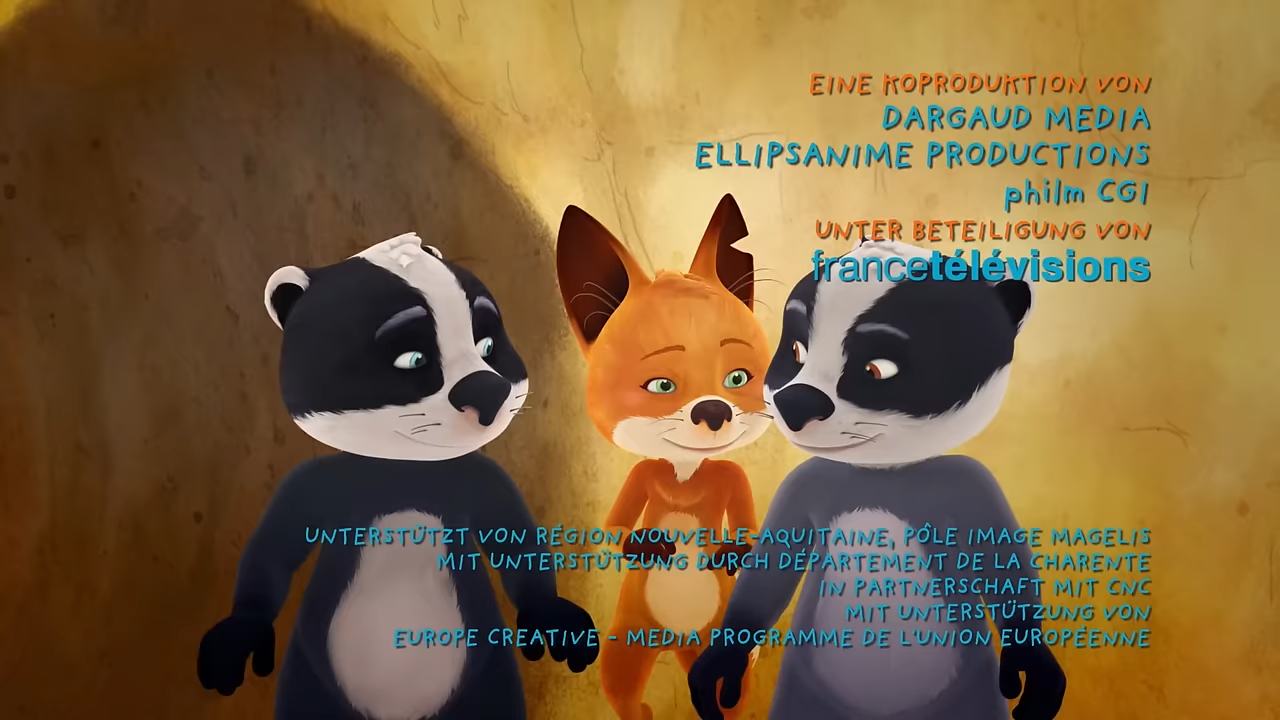 EINE KOPRODUKTION VON
DARGAUD MEDIA
ELLIPSANIME PRODUCTIONS
philm CGI
UNTER BETEILIGUNG VON
francetélévisions
UNTERSTÜTZT VON RÉGION NOUVELLE-AQUITAINE, PÔLE IMAGE MAGELIS
MIT UNTERSTÜTZUNG DURCH DÉPARTEMENT DE LA CHARENTE
IN PARTNERSCHAFT MIT CNC
MIT UNTERSTÜTZUNG VON
EUROPE CREATIVE - MEDIA PROGRAMME DE L'UNION EUROPÉENNE